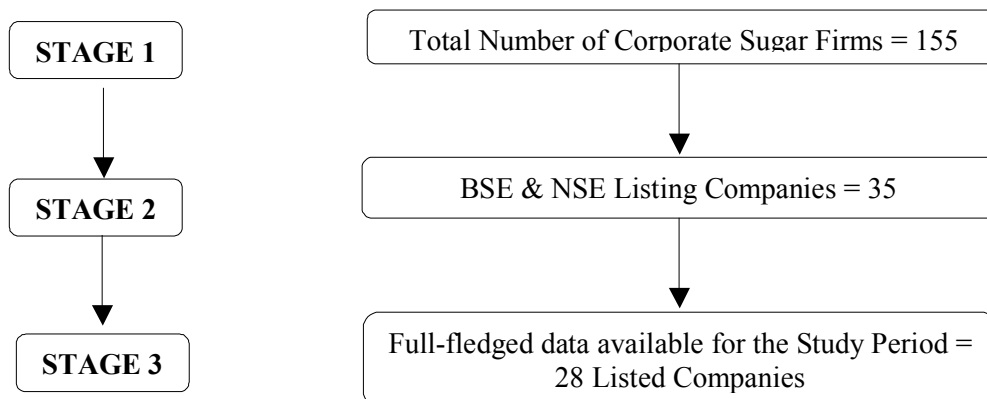 STAGE 1
Total Number of Corporate Sugar Firms = 155
STAGE 2
BSE & NSE Listing Companies = 35
STAGE 3
Full-fledged data available for the Study Period =
28 Listed Companies